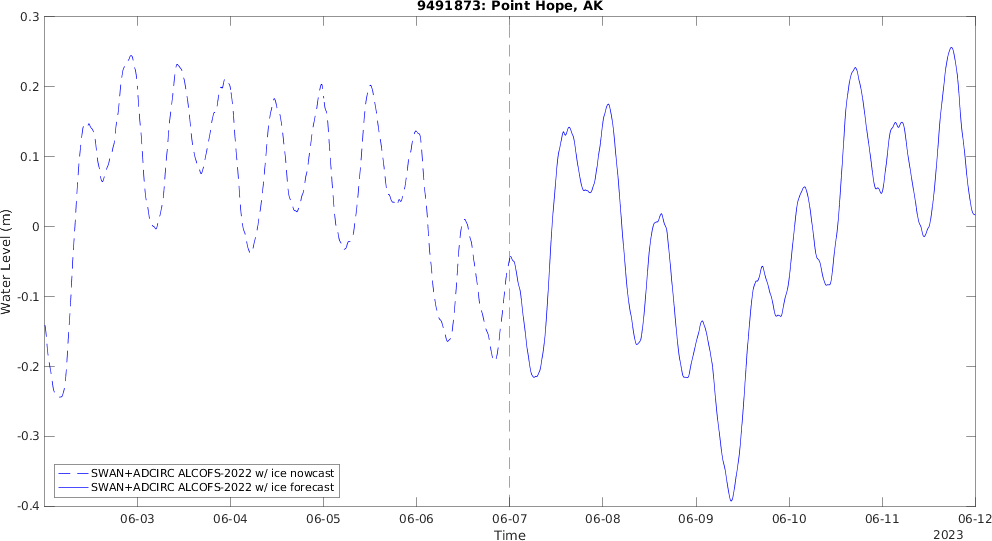 9491873: Point Hope, AK
0.3
0.2
0.1
0
-0.1
-0.2
-0.3
-0.4
Water Level (m)
SWAN+ADCIRC ALCOFS-2022 w/ ice nowcast
SWAN+ADCIRC ALCOFS-2022 w/ ice forecast
06-03 06-04 06-05 06-06 06-07 06-08 06-09 06-10 06-11 06-12
Time
2023